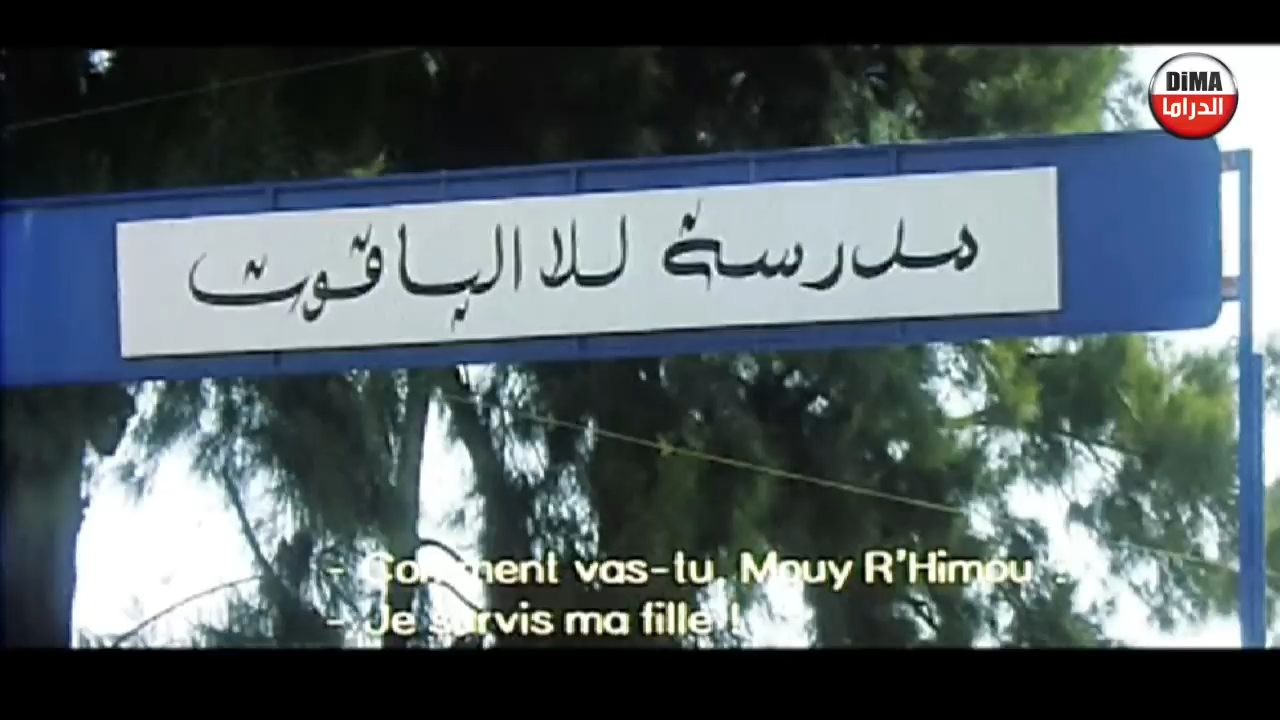 DiMA
الدراما
مدرسة للا الياقوت
- Comment vas-tu, Mouy R'Himou :
- Je survis ma fille !